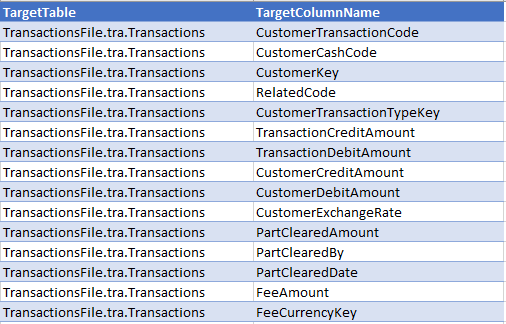 TargetTable TargetColumnName
TransactionsFile.tra.Transactions CustomerTransactionCode
TransactionsFile.tra.Transactions CustomerCashCode
TransactionsFile.tra.Transactions CustomerKey
TransactionsFile.tra.Transactions RelatedCode
TransactionsFile.tra.Transactions CustomerTransactionTypeKey
TransactionsFile.tra.Transactions TransactionCreditAmount
TransactionsFile.tra.Transactions TransactionDebitAmount
TransactionsFile.tra.Transactions CustomerCreditAmount
TransactionsFile.tra.Transactions CustomerDebitAmount
TransactionsFile.tra.Transactions CustomerExchangeRate
TransactionsFile.tra.Transactions PartClearedAmount
TransactionsFile.tra.Transactions PartClearedBy
TransactionsFile.tra.Transactions PartClearedDate
TransactionsFile.tra.Transactions FeeAmount
TransactionsFile.tra.Transactions FeeCurrencyKey